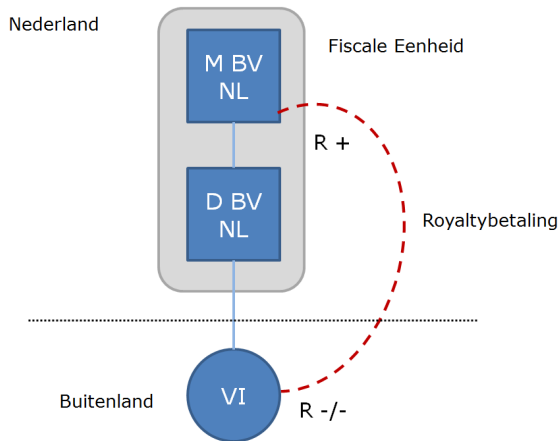 Nederland
Fiscale Eenheid
M BV
NL
R +
D BV
NL
Royaltybetaling
VI
Buitenland
R -/-